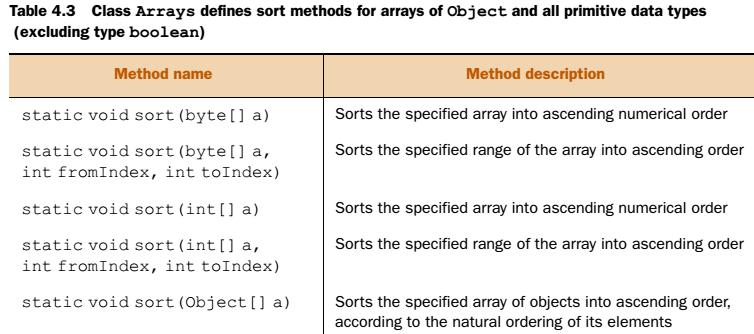 Table 4.3 Class Arrays defines sort methods for arrays of Object and all primitive data types
(excluding type boolean)
Method name Method description
static void sort(byte[] a) Sorts the specified array into ascending numerical order
static void sort(byte[] a, Sorts the specified range of the array into ascending order
int fromIndex, int toIndex)
static void sort(int[] a) Sorts the specified array into ascending numerical order
static void sort(int[] a, Sorts the specified range of the array into ascending order
int fromIndex, int toIndex)
static void sort(Object[] a) Sorts the specified array of objects into ascending order,
according to the natural ordering of its elements